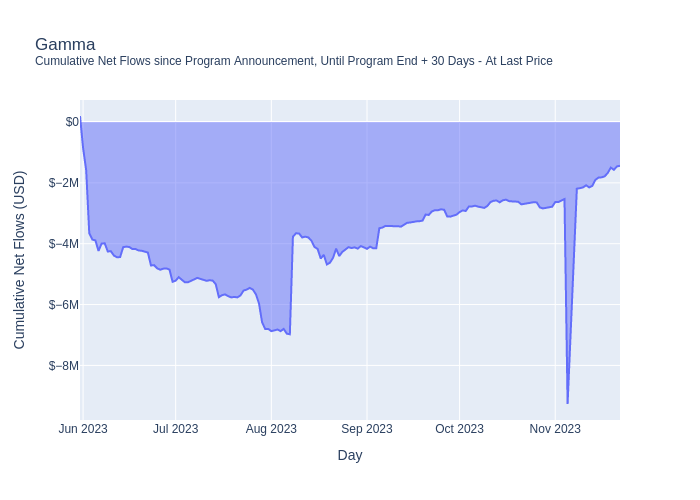 Gamma
Cumulative Net Flows since Program Announcement, Until Program End + 30 Days - At Last Price
Cumulative Net Flows (USD)
$0
$−2M
$−4M
$−6M
$−8M
Jun 2023
Jul 2023
Aug 2023
Sep 2023
Oct 2023
Nov 2023
Day